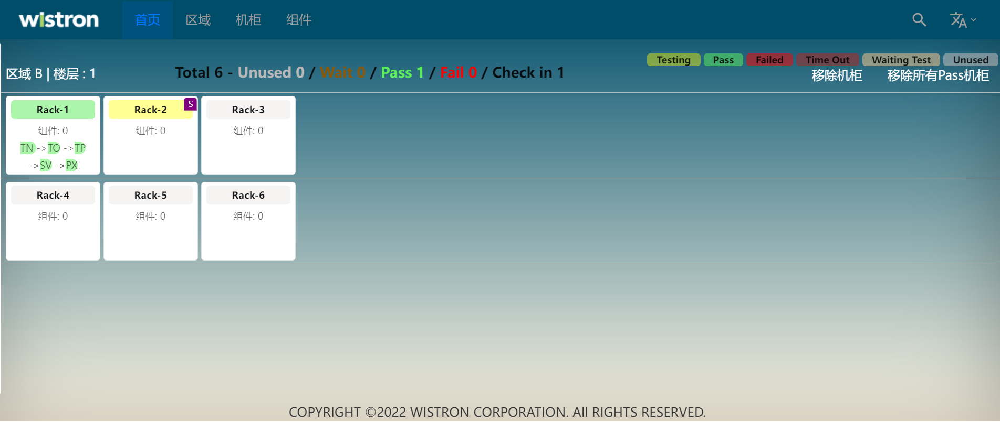 wistron 首页 区域 机柜 组件
Testing Pass Failed Time Out Waiting Test Unused
区域 B | 楼层 : 1 Total 6 - Unused 0 / Wait 0 / Pass 1 / Fail 0 / Check in 1 移除机柜 移除所有Pass机柜
Rack-1 Rack-2 S Rack-3
组件: 0 组件: 0 组件: 0
TN ->TO ->TP
->SV ->PX
Rack-4 Rack-5 Rack-6
组件: 0 组件: 0 组件: 0
COPYRIGHT ©2022 WISTRON CORPORATION. All RIGHTS RESERVED.